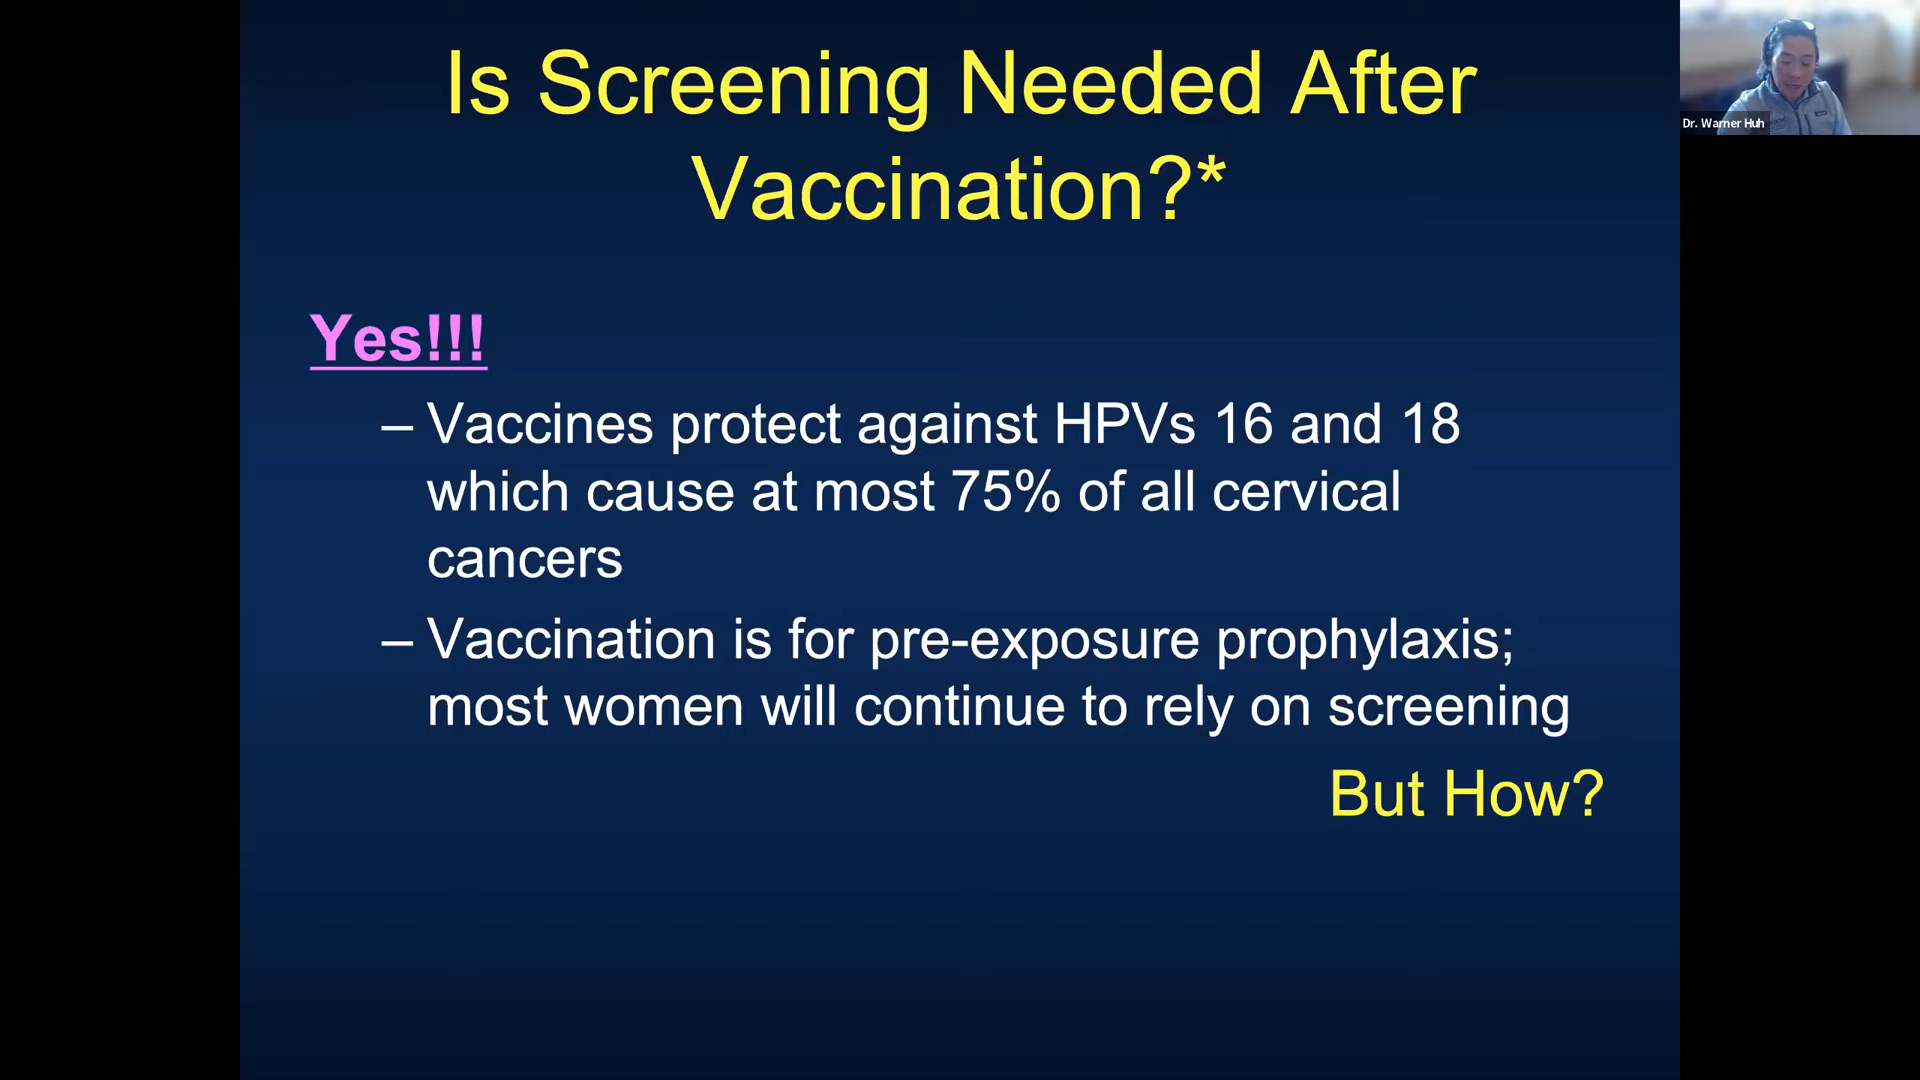 Is Screening Needed After
Vaccination?*
Dr. Warner Huh
Yes!!!
– Vaccines protect against HPVs 16 and 18
which cause at most 75% of all cervical
cancers
– Vaccination is for pre-exposure prophylaxis;
most women will continue to rely on screening
But How?